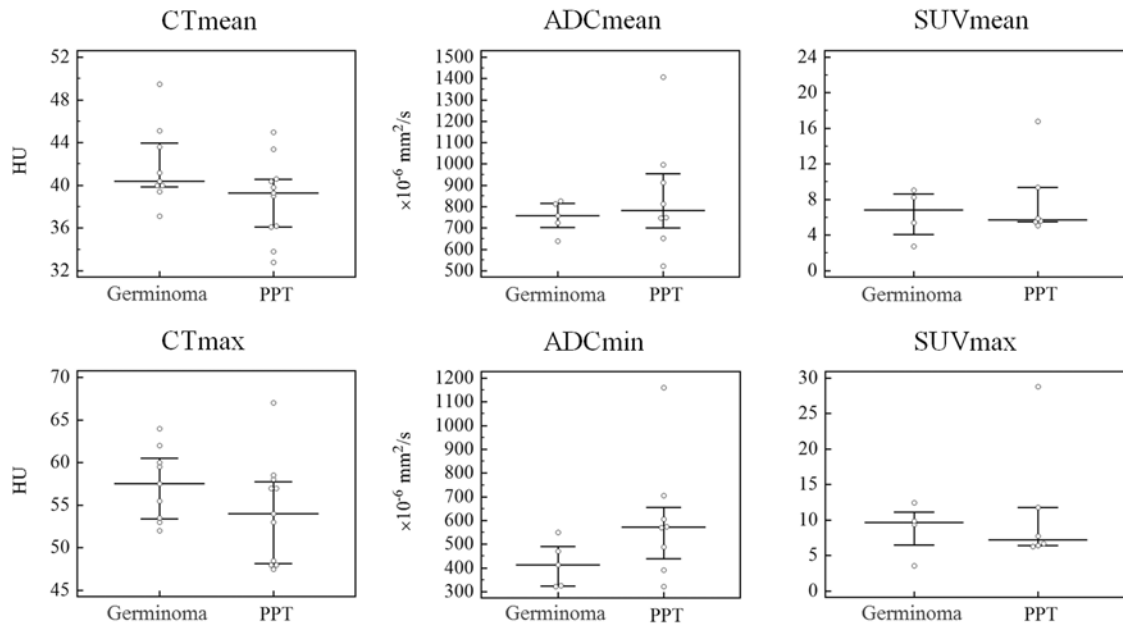 CTmean
ADCmean
SUVmean
HU
52
48
44
40
36
32
Germinoma PPT
×10⁻⁶ mm²/s
1500
1400
1300
1200
1100
1000
900
800
700
600
500
Germinoma PPT
24
20
16
12
8
4
0
Germinoma PPT
CTmax
ADCmin
SUVmax
HU
70
65
60
55
50
45
Germinoma PPT
×10⁻⁶ mm²/s
1200
1100
1000
900
800
700
600
500
400
300
Germinoma PPT
30
25
20
15
10
5
0
Germinoma PPT